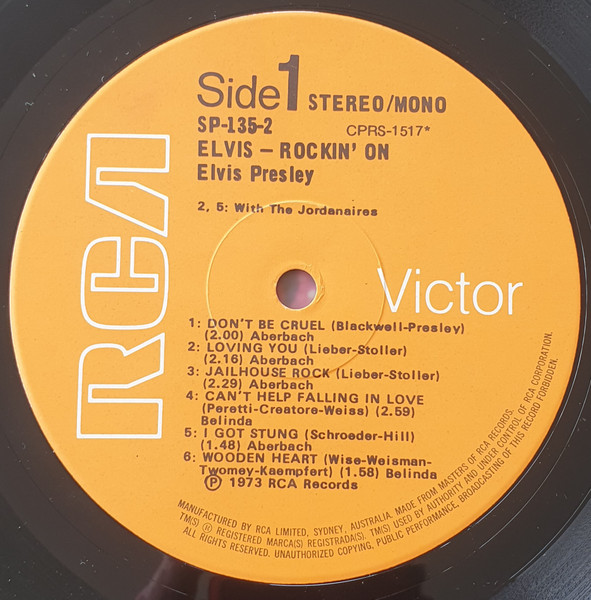 Side 1 STEREO/MONO
SP-135-2 CPRS-1517*
ELVIS – ROCKIN' ON
Elvis Presley
2, 5: With The Jordanaires
RCA
Victor
1: DON'T BE CRUEL (Blackwell-Presley)
(2.00) Aberbach
2: LOVING YOU (Lieber-Stoller)
(2.16) Aberbach
3: JAILHOUSE ROCK (Lieber-Stoller)
(2.29) Aberbach
4: CAN'T HELP FALLING IN LOVE
(Peretti-Creatore-Weiss) (2.59)
Belinda
5: I GOT STUNG (Schroeder-Hill)
(1.48) Aberbach
6: WOODEN HEART (Wise-Weisman-
Twomey-Kaempfert) (1.58) Belinda
Ⓟ 1973 RCA Records
MANUFACTURED BY RCA LIMITED, SYDNEY, AUSTRALIA. MADE FROM MASTERS OF RCA RECORDS.
TM(S) ® REGISTERED MARCA(S) REGISTRADA(S). TM(S) USED BY AUTHORITY AND UNDER CONTROL OF RCA CORPORATION.
ALL RIGHTS RESERVED. UNAUTHORIZED COPYING, PUBLIC PERFORMANCE, BROADCASTING OF THIS RECORD FORBIDDEN.